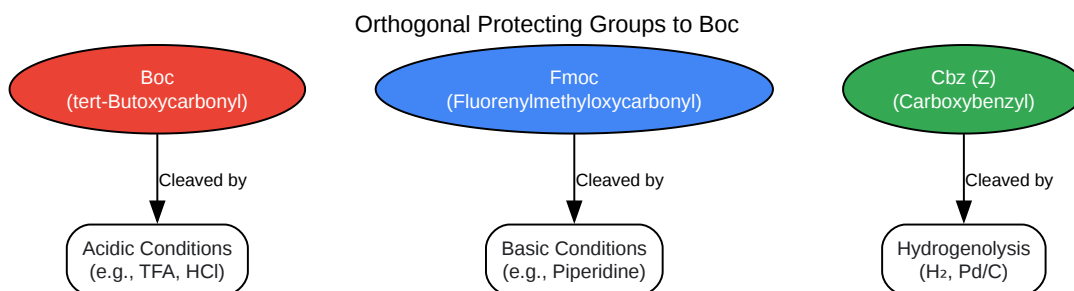 Orthogonal Protecting Groups to Boc
Boc
(tert-Butoxycarbonyl)
Fmoc
(Fluorenylmethyloxycarbonyl)
Cbz (Z)
(Carboxybenzyl)
Cleaved by
Cleaved by
Cleaved by
Acidic Conditions
(e.g., TFA, HCl)
Basic Conditions
(e.g., Piperidine)
Hydrogenolysis
(H₂, Pd/C)